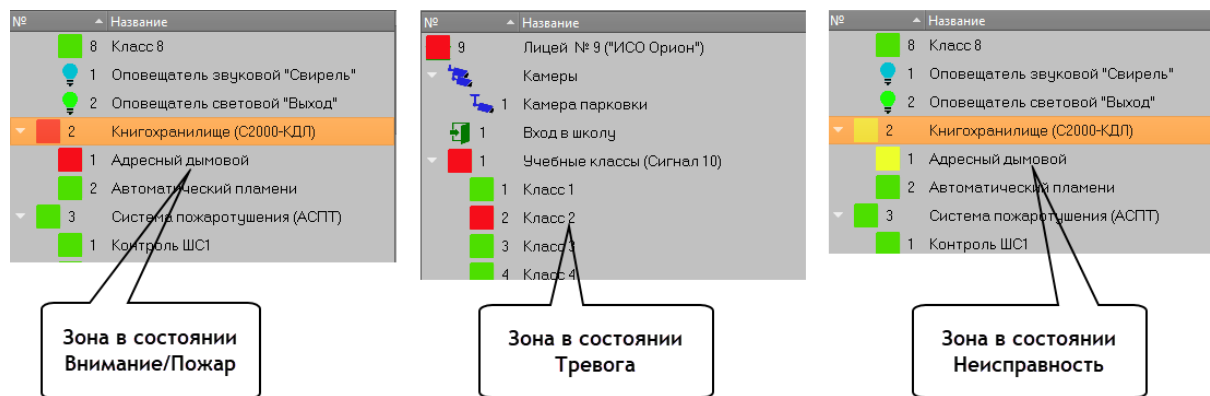 № Название
8 Класс 8
1 Оповещатель звуковой "Свирель"
2 Оповещатель световой "Выход"
2 Книгохранилище (С2000-КДЛ)
1 Адресный дымовой
2 Автоматический пламени
3 Система пожаротушения (АСПТ)
1 Контроль ШС1
Зона в состоянии
Внимание/Пожар
№ Название
9 Лицей № 9 ("ИСО Орион")
Камеры
1 Камера парковки
1 Вход в школу
1 Учебные классы (Сигнал 10)
1 Класс 1
2 Класс 2
3 Класс 3
4 Класс 4
Зона в состоянии
Тревога
№ Название
8 Класс 8
1 Оповещатель звуковой "Свирель"
2 Оповещатель световой "Выход"
2 Книгохранилище (С2000-КДЛ)
1 Адресный дымовой
2 Автоматический пламени
3 Система пожаротушения (АСПТ)
1 Контроль ШС1
Зона в состоянии
Неисправность